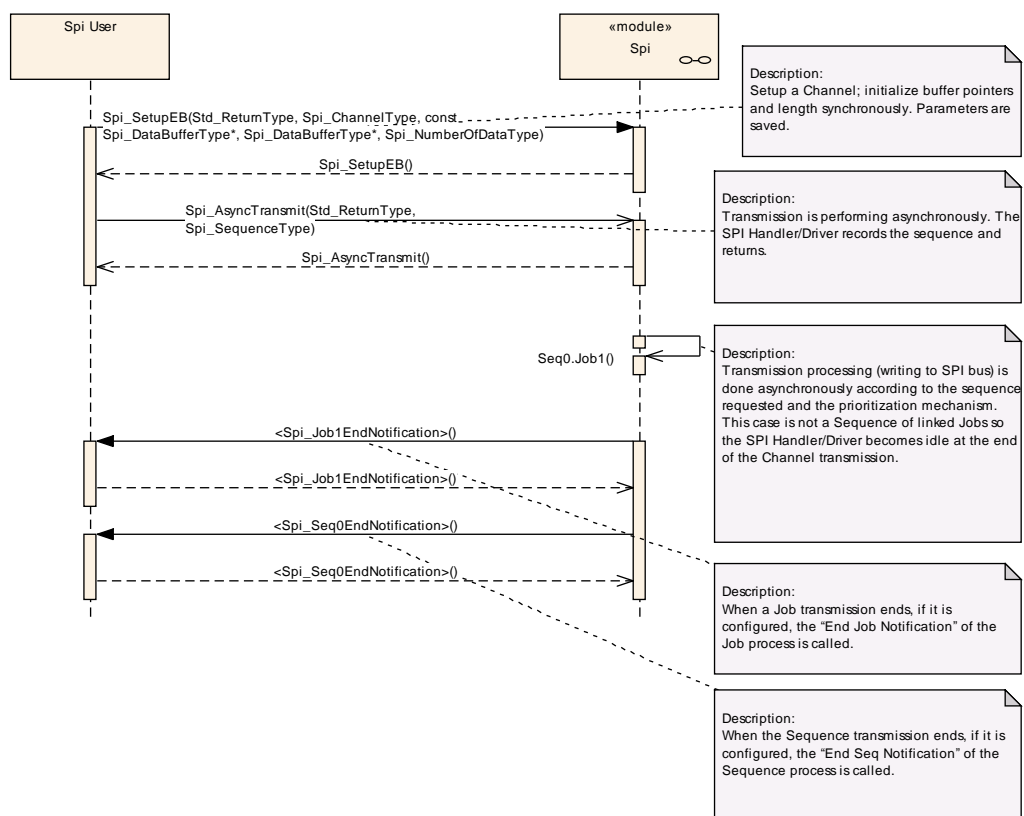 Spi User
«module»
Spi
Description:
Setup a Channel; initialize buffer pointers
and length synchronously. Parameters are
saved.
Spi_SetupEB(Std_ReturnType, Spi_ChannelType, const
Spi_DataBufferType*, Spi_DataBufferType*, Spi_NumberOfDataType)
Spi_SetupEB()
Description:
Transmission is performing asynchronously. The
SPI Handler/Driver records the sequence and
returns.
Spi_AsyncTransmit(Std_ReturnType,
Spi_SequenceType)
Spi_AsyncTransmit()
Description:
Transmission processing (writing to SPI bus) is
done asynchronously according to the sequence
requested and the prioritization mechanism.
This case is not a Sequence of linked Jobs so
the SPI Handler/Driver becomes idle at the end
of the Channel transmission.
Seq0.Job1()
<Spi_Job1EndNotification>()
<Spi_Job1EndNotification>()
<Spi_Seq0EndNotification>()
<Spi_Seq0EndNotification>()
Description:
When a Job transmission ends, if it is
configured, the “End Job Notification” of the
Job process is called.
Description:
When the Sequence transmission ends, if it is
configured, the “End Seq Notification” of the
Sequence process is called.